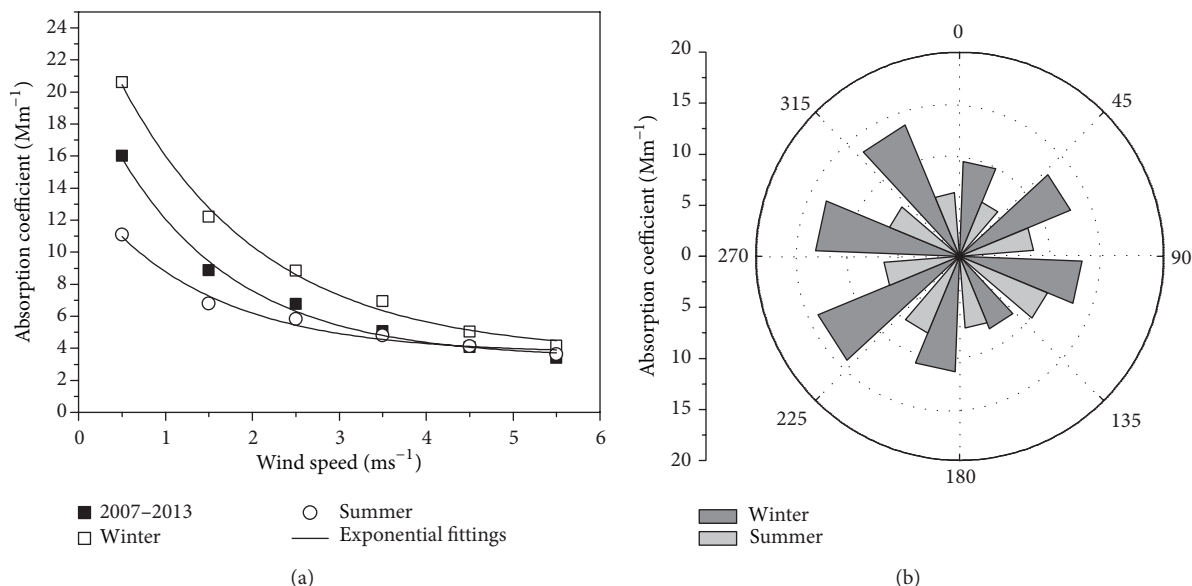 24
22
20
18
16
14
12
10
8
6
4
2
0
Absorption coefficient (Mm−1)
0 1 2 3 4 5 6
Wind speed (ms−1)
2007–2013
Winter
Summer
Exponential fittings
(a)
20
15
10
5
0
5
10
15
20
Absorption coefficient (Mm−1)
0
45
90
135
180
225
270
315
Winter
Summer
(b)